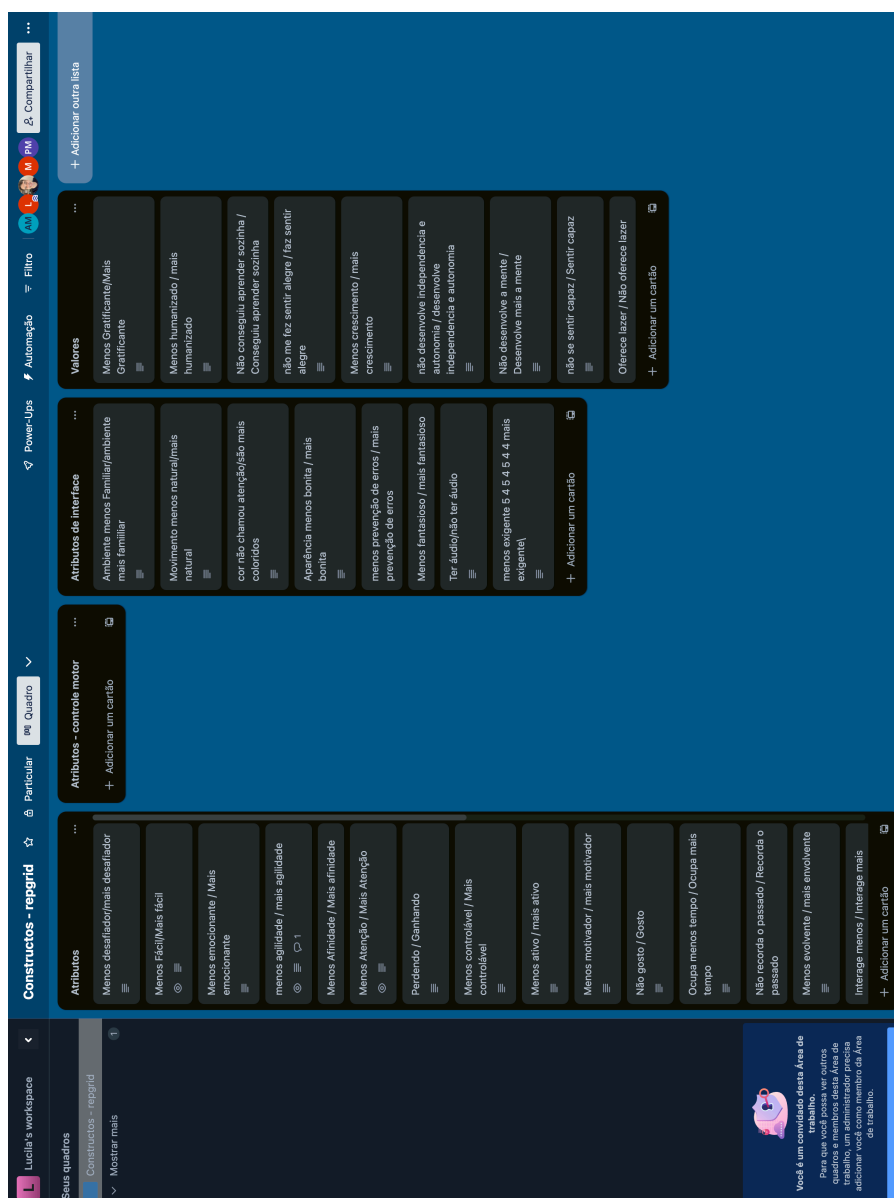 L
Lucila's workspace
Seus quadros
Constructos - repgrid
Mostrar mais
1
Você é um convidado desta Área de
trabalho.
Para que você possa ver outros
quadros e membros desta Área de
trabalho, um administrador precisa
adicionar você como membro da Área
de trabalho.
Constructos - repgrid
Particular
Quadro
Power-Ups
Automação
Filtro
AM
L
M
PM
Compartilhar
Atributos
Menos desafiador/mais desafiador
Menos Fácil/Mais fácil
Menos emocionante / Mais
emocionante
menos agilidade / mais agilidade
1
Menos Afinidade / Mais afinidade
Menos Atenção / Mais Atenção
Perdendo / Ganhando
Menos controlável / Mais
controlável
Menos ativo / mais ativo
Menos motivador / mais motivador
Não gosto / Gosto
Ocupa menos tempo / Ocupa mais
tempo
Não recorda o passado / Recorda o
passado
Menos evolvente / mais envolvente
Interage menos / Interage mais
+ Adicionar um cartão
Atributos - controle motor
+ Adicionar um cartão
Atributos de interface
Ambiente menos Familiar/ambiente
mais famiiliar
Movimento menos natural/mais
natural
cor não chamou atenção/são mais
coloridos
Aparência menos bonita / mais
bonita
menos prevenção de erros / mais
prevenção de erros
Menos fantasioso / mais fantasioso
Ter áudio/não ter áudio
menos exigente 5 4 5 4 5 4 4 mais
exigente\
+ Adicionar um cartão
Valores
Menos Gratificante/Mais
Gratificante
Menos humanizado / mais
humanizado
Não conseguiu aprender sozinha /
Conseguiu aprender sozinha
não me fez sentir alegre / faz sentir
alegre
Menos crescimento / mais
crescimento
não desenvolve independencia e
autonomia / desenvolve
independencia e autonomia
Não desenvolve a mente /
Desenvolve mais a mente
não se sentir capaz / Sentir capaz
Oferece lazer / Não oferece lazer
+ Adicionar um cartão
+ Adicionar outra lista